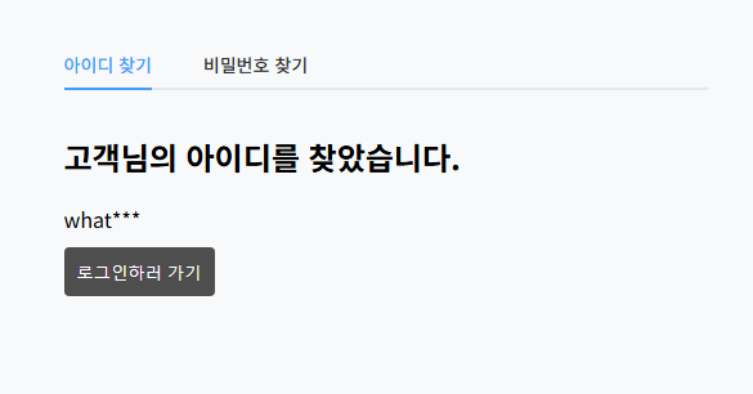 아이디 찾기 비밀번호 찾기
고객님의 아이디를 찾았습니다.
what***
로그인하러 가기